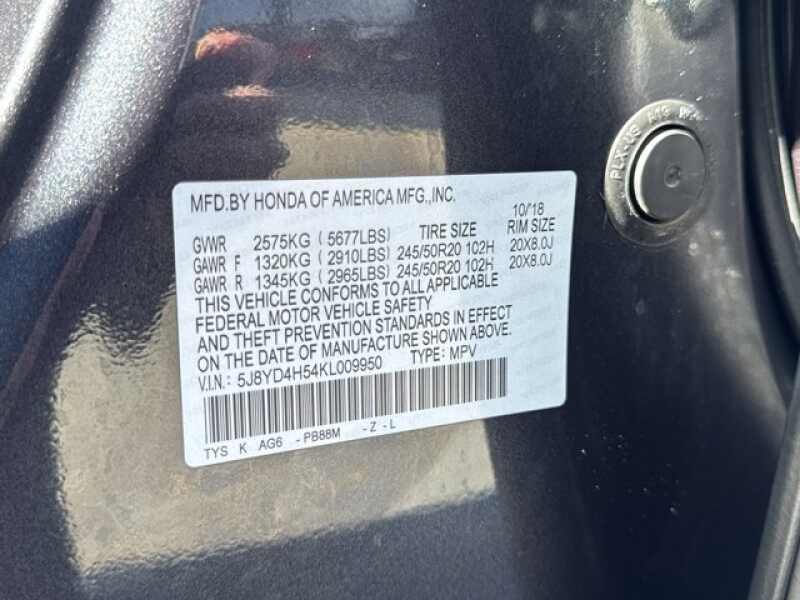 MFD.BY HONDA OF AMERICA MFG.,INC.
10/18
TIRE SIZE RIM SIZE
GVWR 2575KG (5677LBS)
GAWR F 1320KG (2910LBS) 245/50R20 102H 20X8.0J
GAWR R 1345KG (2965LBS) 245/50R20 102H 20X8.0J
THIS VEHICLE CONFORMS TO ALL APPLICABLE
FEDERAL MOTOR VEHICLE SAFETY
AND THEFT PREVENTION STANDARDS IN EFFECT
ON THE DATE OF MANUFACTURE SHOWN ABOVE.
V.I.N.: 5J8YD4H54KL009950 TYPE: MPV
TYS K AG6 -PB88M -Z -L